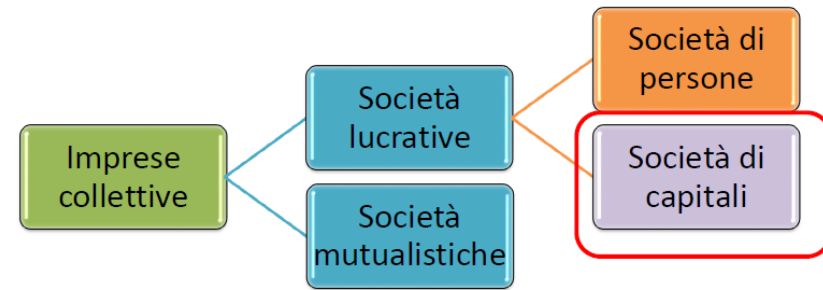 Imprese
collettive
Società
lucrative
Società
mutualistiche
Società di
persone
Società di
capitali